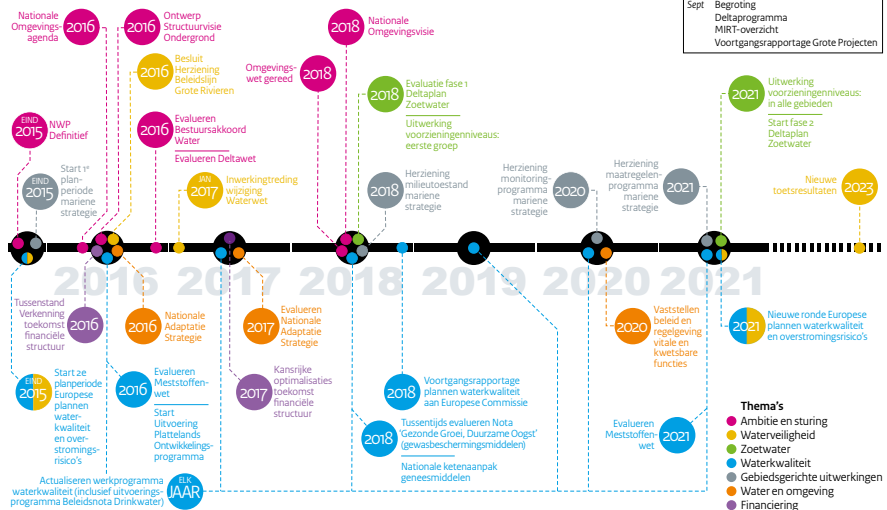 Sept Begroting
Deltaprogramma
MIRT-overzicht
Voortgangsrapportage Grote Projecten
Nationale
Omgevings-
agenda
2016
2016
Ontwerp
Structuurvisie
Ondergrond
2016
Besluit
Herziening
Beleidslijn
Grote Rivieren
EIND
2015
NWP
Definitief
2016
Evalueren
Bestuursakkoord
Water
Evalueren Deltawet
EIND
2015
Start 1e
plan-
periode
mariene
strategie
JAN
2017
Inwerkingtreding
wijziging
Waterwet
2018
Nationale
Omgevingsvisie
Omgevings-
wet gereed
2018
2018
Evaluatie fase 1
Deltaplan
Zoetwater
Uitwerking
voorzieningenniveau:
eerste groep
2018
Herziening
milieutoestand
mariene
strategie
Herziening
monitoring-
programma
mariene
strategie
2020
Herziening
maatregelen-
programma
mariene
strategie
2021
2021
Uitwerking
voorzieningenniveau:
in alle gebieden
Start fase 2
Deltaplan
Zoetwater
Nieuwe
toetsresultaten
2023
2016
2017
2018
2019
2020
2021
Tussenstand
Verkenning
toekomst
financiële
structuur
2016
2016
Nationale
Adaptatie
Strategie
2017
Evalueren
Nationale
Adaptatie
Strategie
2020
Vaststellen
beleid en
regelgeving
vitale en
kwetsbare
functies
2021
Nieuwe ronde Europese
plannen waterkwaliteit
en overstromingsrisico's
EIND
2015
Start 2e
planperiode
Europese
plannen
water-
kwaliteit
en over-
stromings-
risico's
2016
Evalueren
Meststoffen-
wet
Start
Uitvoering
Plattelands
Ontwikkelings-
programma
2017
Kansrijke
optimalisaties
toekomst
financiële
structuur
2018
Voortgangsrapportage
plannen waterkwaliteit
aan Europese Commissie
2018
Tussentijds evalueren Nota
'Gezonde Groei, Duurzame Oogst'
(gewasbeschermingsmiddelen)
Nationale ketenaanpak
geneesmiddelen
Evalueren
Meststoffen-
wet
2021
Actualiseren werkprogramma
waterkwaliteit (inclusief uitvoerings-
programma Beleidsnota Drinkwater)
ELK
JAAR
Thema's
Ambitie en sturing
Waterveiligheid
Zoetwater
Waterkwaliteit
Gebiedsgerichte uitwerkingen
Water en omgeving
Financiering